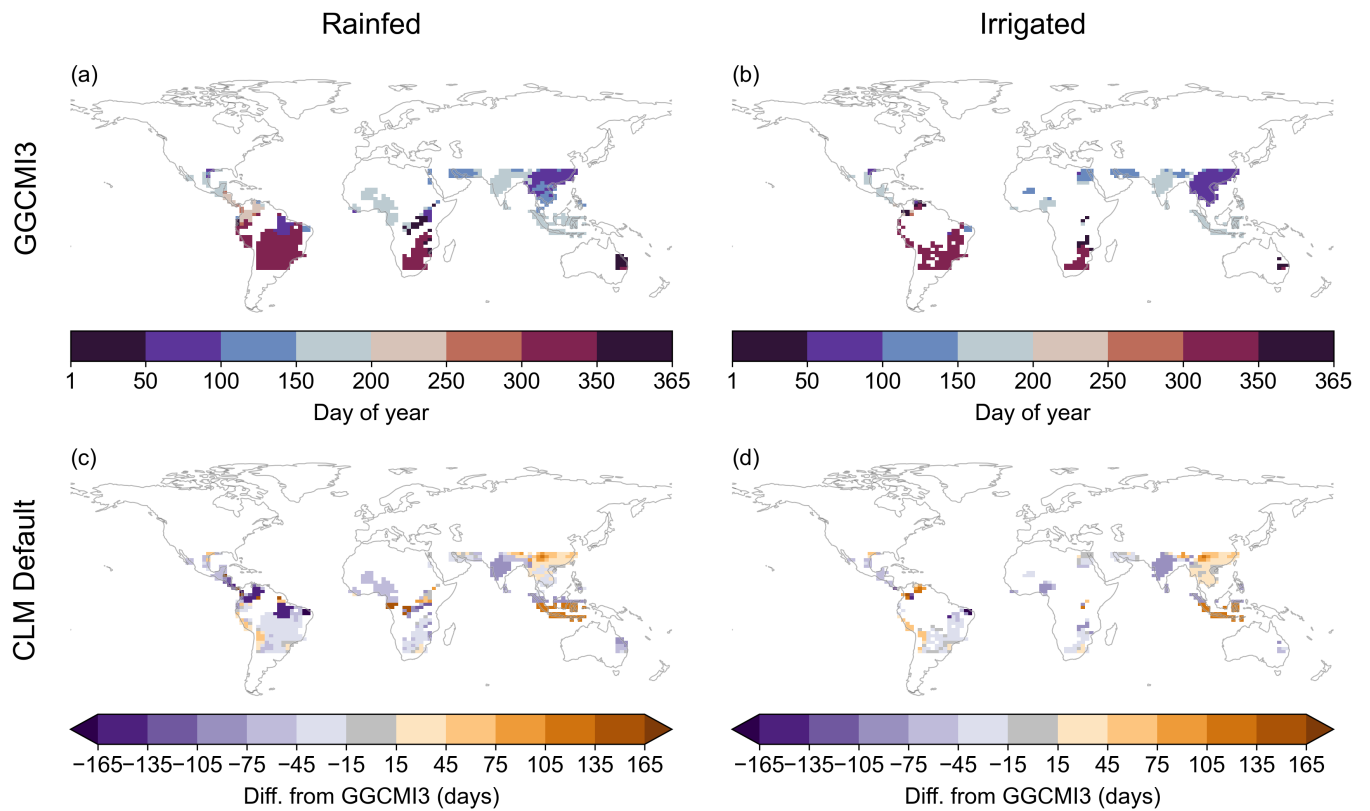 Rainfed
Irrigated
(a)
(b)
GGCMI3
1 50 100 150 200 250 300 350 365
Day of year
1 50 100 150 200 250 300 350 365
Day of year
(c)
(d)
CLM Default
−165 −135 −105 −75 −45 −15 15 45 75 105 135 165
Diff. from GGCMI3 (days)
−165 −135 −105 −75 −45 −15 15 45 75 105 135 165
Diff. from GGCMI3 (days)